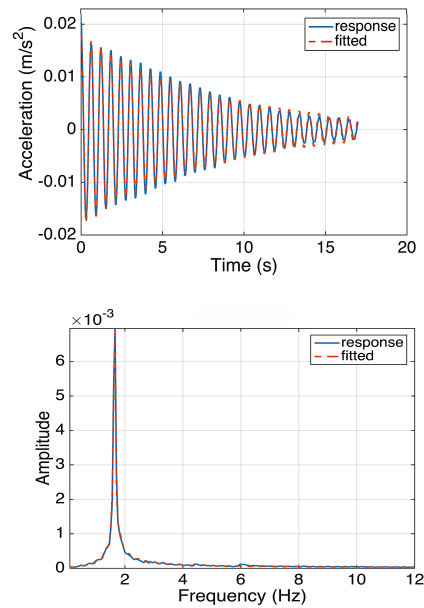 0.02
0.01
0
-0.01
-0.02
Acceleration (m/s²)
response
fitted
0 5 10 15 20
Time (s)
×10⁻³
6
5
4
3
2
1
0
Amplitude
response
fitted
2 4 6 8 10 12
Frequency (Hz)